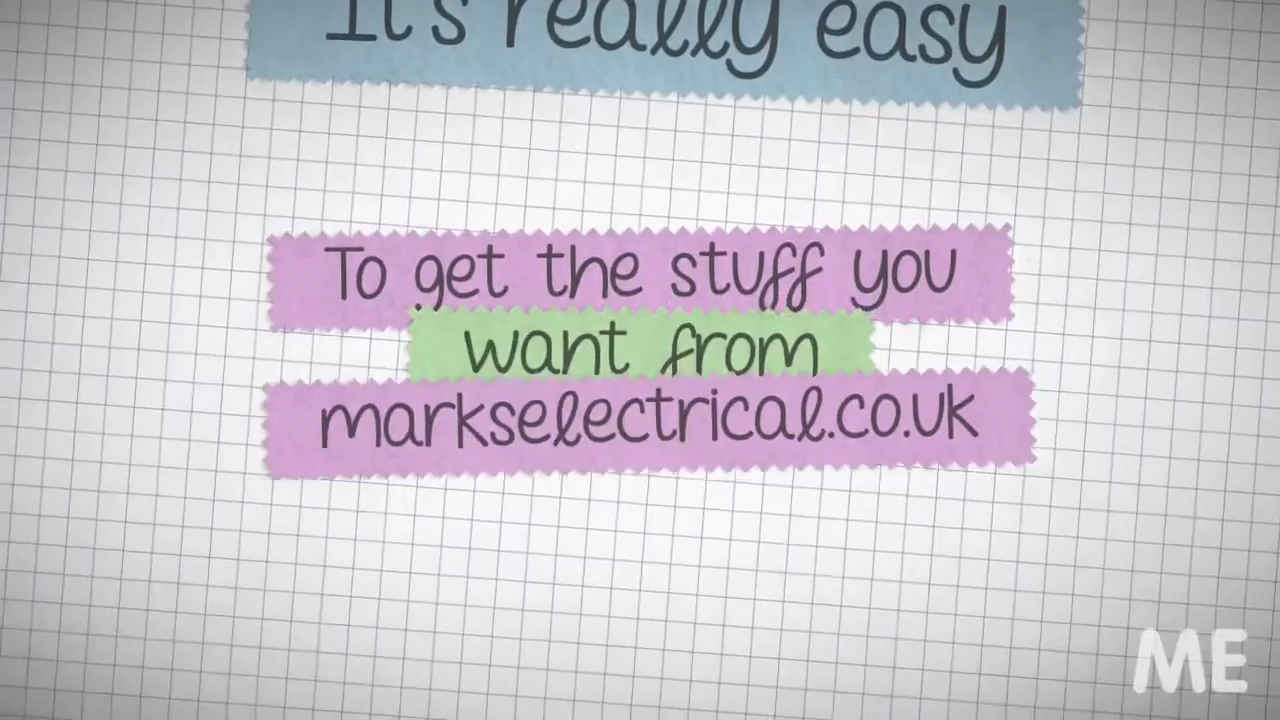 It's really easy
To get the stuff you
want from
markselectrical.co.uk
ME